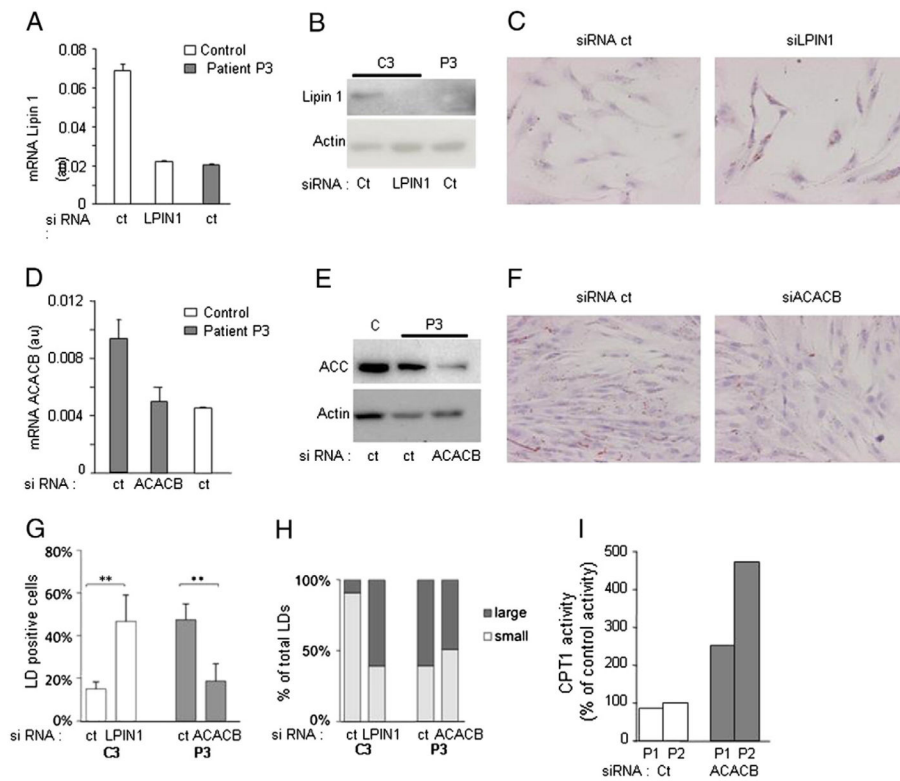 A
0.08
0.06
0.04
0.02
0
mRNA Lipin 1
(au)
Control
Patient P3
si RNA
:
ct LPIN1 ct
B
C3 P3
Lipin 1
Actin
siRNA : Ct LPIN1 Ct
C
siRNA ct siLPIN1
D
0.012
0.008
0.004
0
mRNA ACACB (au)
Control
Patient P3
si RNA : ct ACACB ct
E
C P3
ACC
Actin
si RNA : ct ct ACACB
F
siRNA ct siACACB
G
80%
60%
40%
20%
0%
LD positive cells
** **
si RNA : ct LPIN1 ct ACACB
C3 P3
H
100%
50%
0%
% of total LDs
large
small
si RNA : ct LPIN1 ct ACACB
C3 P3
I
500
400
300
200
100
0
CPT1 activity
(% of control activity)
P1 P2 P1 P2
siRNA : Ct ACACB